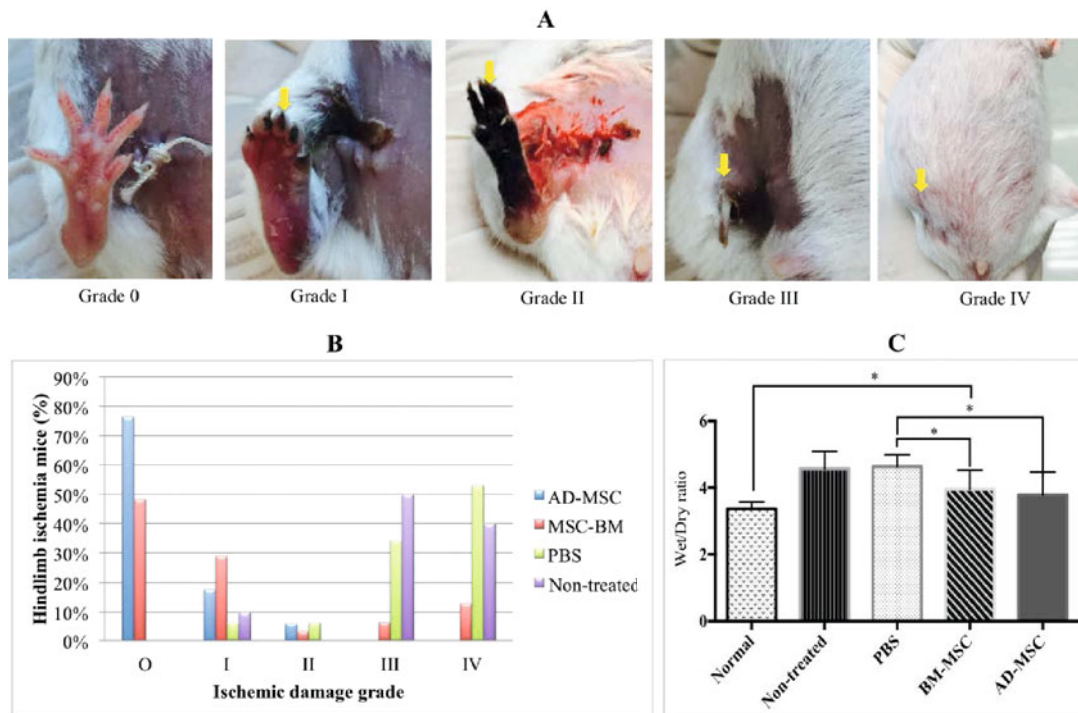 A
Grade 0
Grade I
Grade II
Grade III
Grade IV
B
Hindlimb ischemia mice (%)
90%
80%
70%
60%
50%
40%
30%
20%
10%
0%
O
I
II
III
IV
Ischemic damage grade
AD-MSC
MSC-BM
PBS
Non-treated
C
Wet/Dry ratio
6
4
2
0
*
*
*
Normal
Non-treated
PBS
BM-MSC
AD-MSC